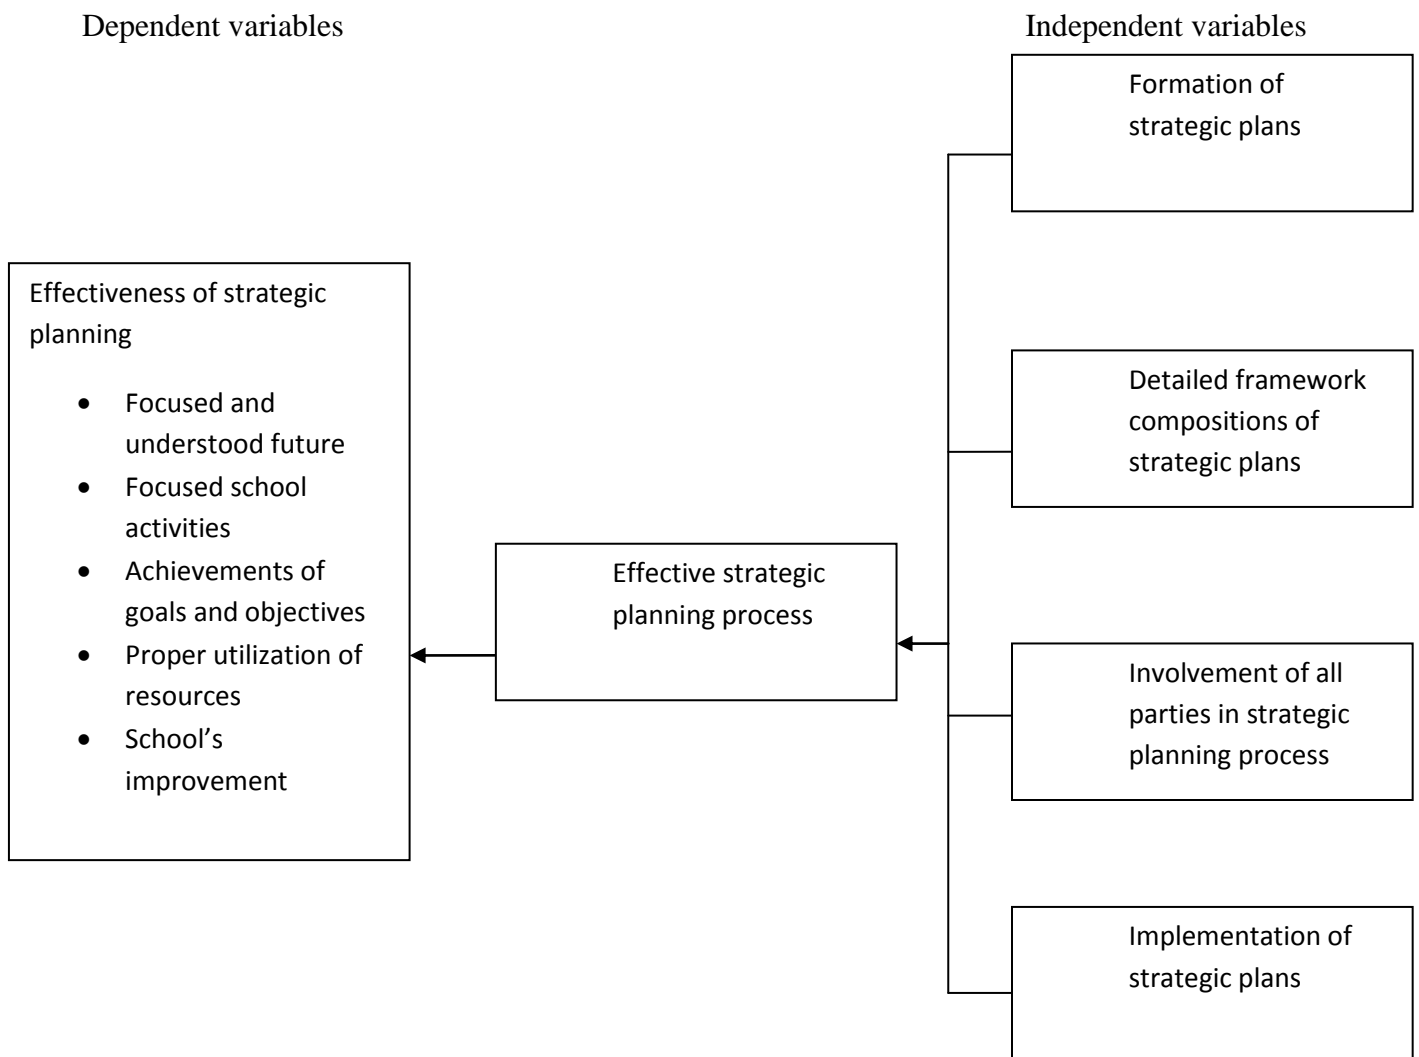 Dependent variables
Independent variables
Formation of
strategic plans
Effectiveness of strategic
planning
• Focused and
understood future
• Focused school
activities
• Achievements of
goals and objectives
• Proper utilization of
resources
• School’s
improvement
Effective strategic
planning process
Detailed framework
compositions of
strategic plans
Involvement of all
parties in strategic
planning process
Implementation of
strategic plans